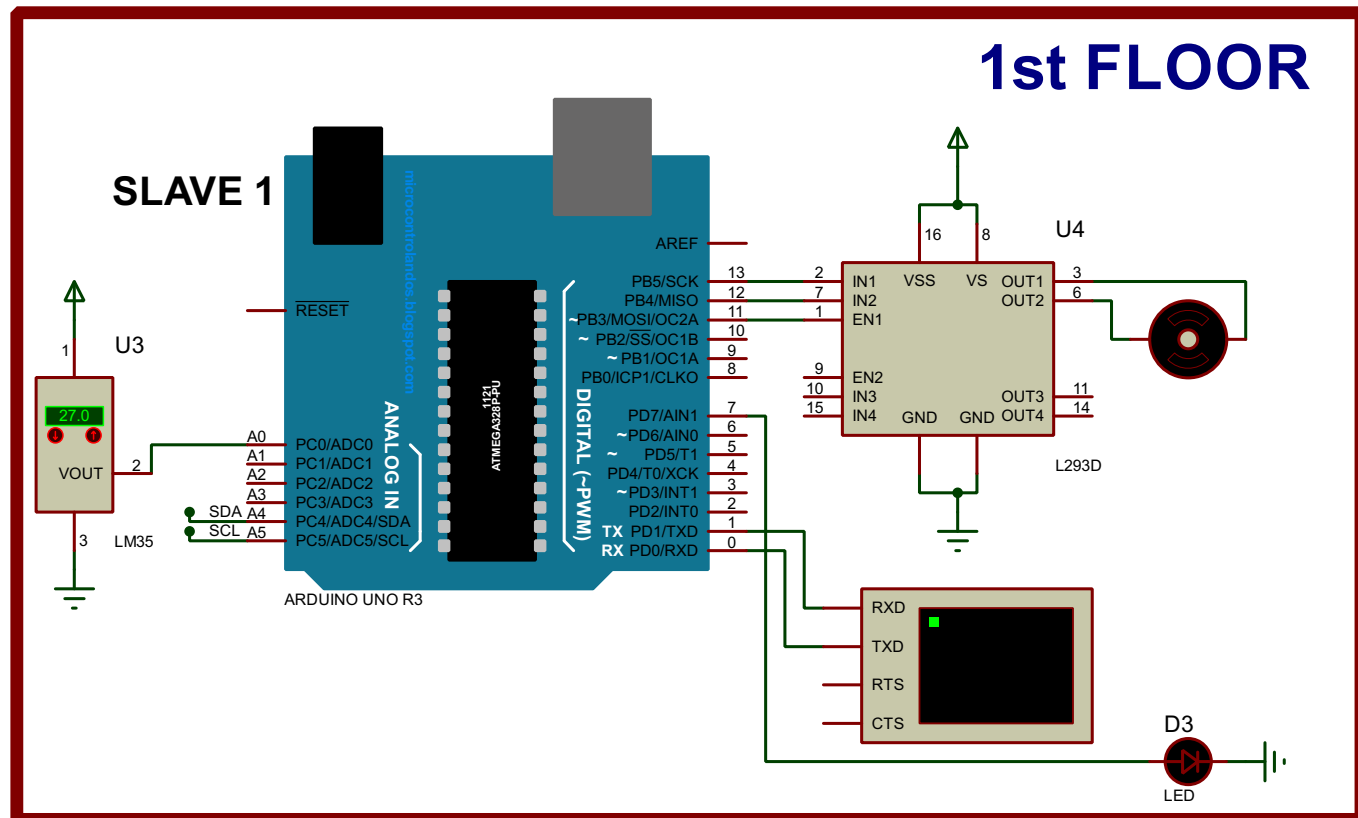 1st FLOOR
SLAVE 1
microcontrolandos.blogspot.com
ARDUINO UNO R3
ATMEGA328P-PU
1121
RESET
AREF
ANALOG IN
DIGITAL (~PWM)
PB5/SCK 13
PB4/MISO 12
~PB3/MOSI/OC2A 11
~ PB2/SS/OC1B 10
~ PB1/OC1A 9
PB0/ICP1/CLKO 8
PD7/AIN1 7
~PD6/AIN0 6
~ PD5/T1 5
PD4/T0/XCK 4
~PD3/INT1 3
PD2/INT0 2
TX PD1/TXD 1
RX PD0/RXD 0
A0 PC0/ADC0
A1 PC1/ADC1
A2 PC2/ADC2
A3 PC3/ADC3
SDA A4 PC4/ADC4/SDA
SCL A5 PC5/ADC5/SCL
U3
1
27.0
VOUT 2
3
LM35
U4
16 8
VSS VS
2 IN1
7 IN2
1 EN1
9 EN2
10 IN3
15 IN4
OUT1 3
OUT2 6
OUT3 11
OUT4 14
GND GND
L293D
RXD
TXD
RTS
CTS
D3
LED